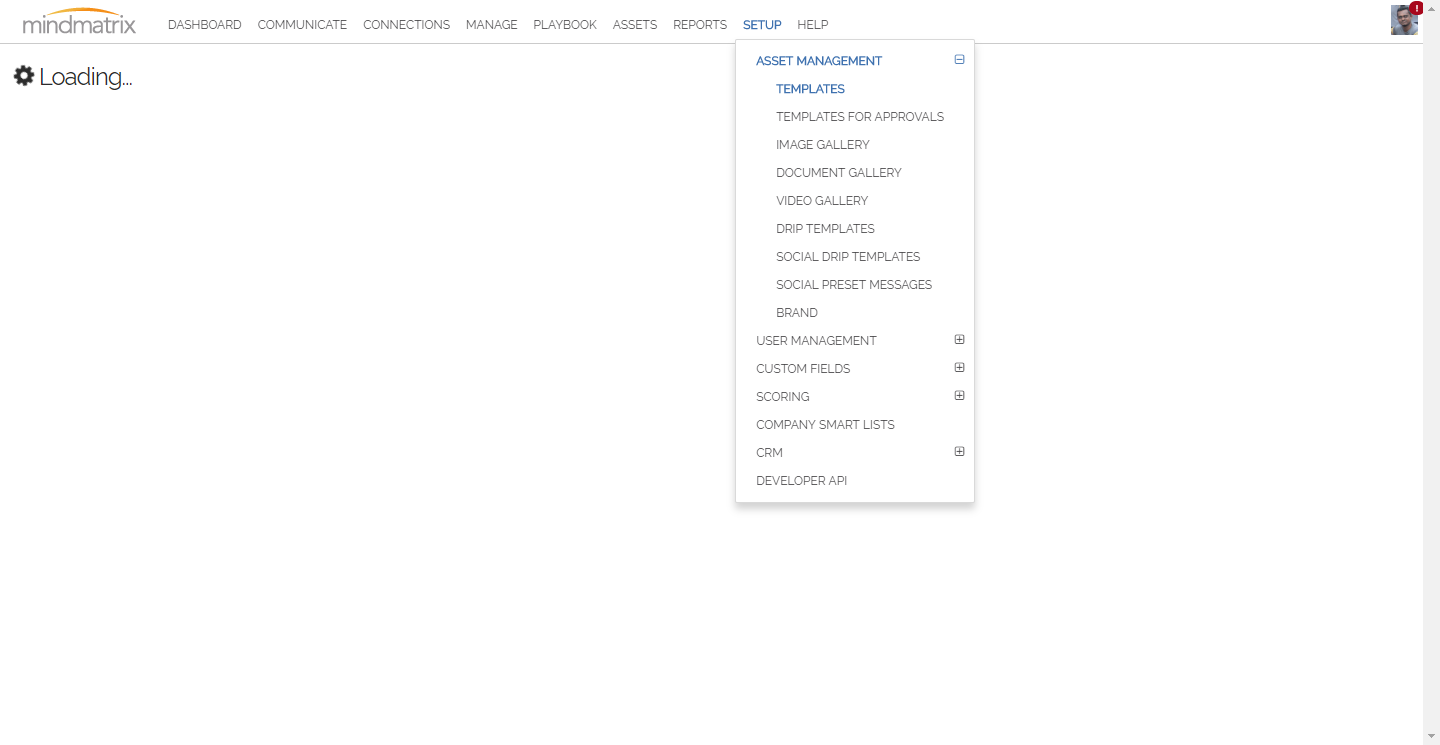 mindmatrix
DASHBOARD COMMUNICATE CONNECTIONS MANAGE PLAYBOOK ASSETS REPORTS SETUP HELP
!
Loading...
ASSET MANAGEMENT
TEMPLATES
TEMPLATES FOR APPROVALS
IMAGE GALLERY
DOCUMENT GALLERY
VIDEO GALLERY
DRIP TEMPLATES
SOCIAL DRIP TEMPLATES
SOCIAL PRESET MESSAGES
BRAND
USER MANAGEMENT
CUSTOM FIELDS
SCORING
COMPANY SMART LISTS
CRM
DEVELOPER API